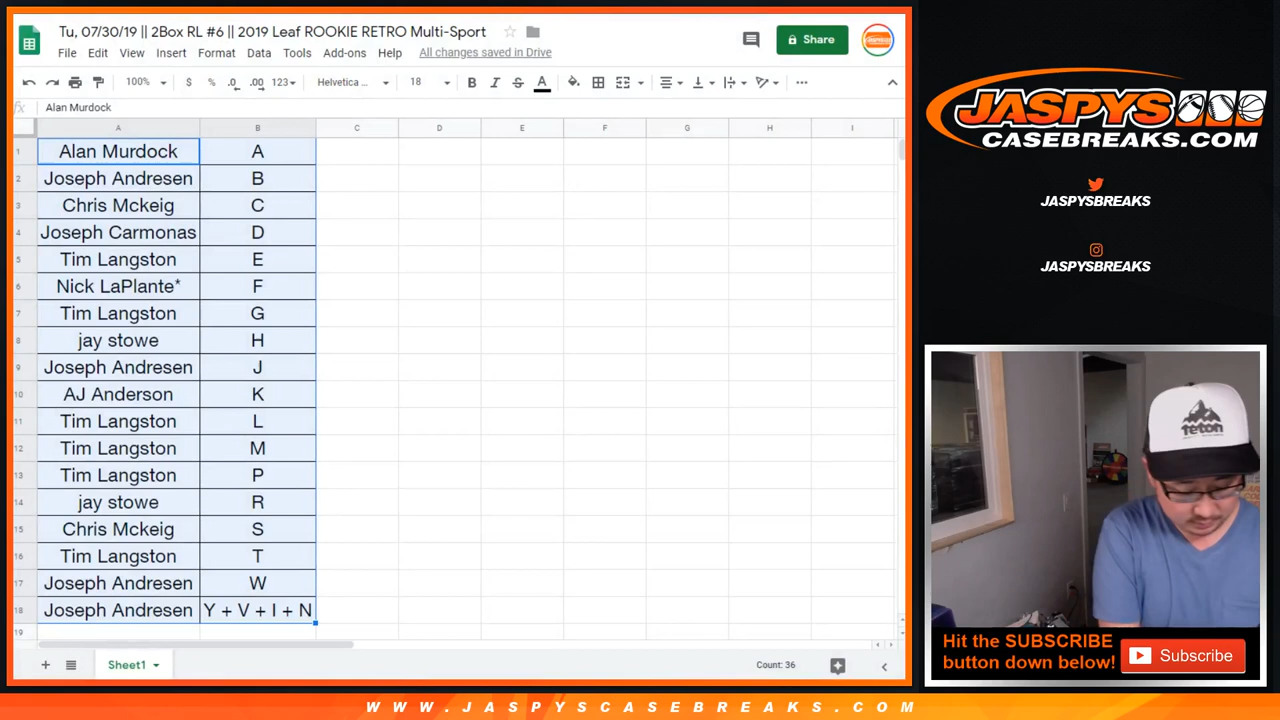 Tu, 07/30/19 || 2Box RL #6 || 2019 Leaf ROOKIE RETRO Multi-Sport
File Edit View Insert Format Data Tools Add-ons Help All changes saved in Drive
Share
100% $ % .0 .00 123 Helvetica ... 18 B I S A
fx Alan Murdock
A B C D E F G H I
1 Alan Murdock A
2 Joseph Andresen B
3 Chris Mckeig C
4 Joseph Carmonas D
5 Tim Langston E
6 Nick LaPlante* F
7 Tim Langston G
8 jay stowe H
9 Joseph Andresen J
10 AJ Anderson K
11 Tim Langston L
12 Tim Langston M
13 Tim Langston P
14 jay stowe R
15 Chris Mckeig S
16 Tim Langston T
17 Joseph Andresen W
18 Joseph Andresen Y + V + I + N
19
Sheet1
Count: 36
JASPYS
CASEBREAKS.COM
JASPYSBREAKS
JASPYSBREAKS
teton
Hit the SUBSCRIBE
button down below!
Subscribe
WWW.JASPYSCASEBREAKS.COM